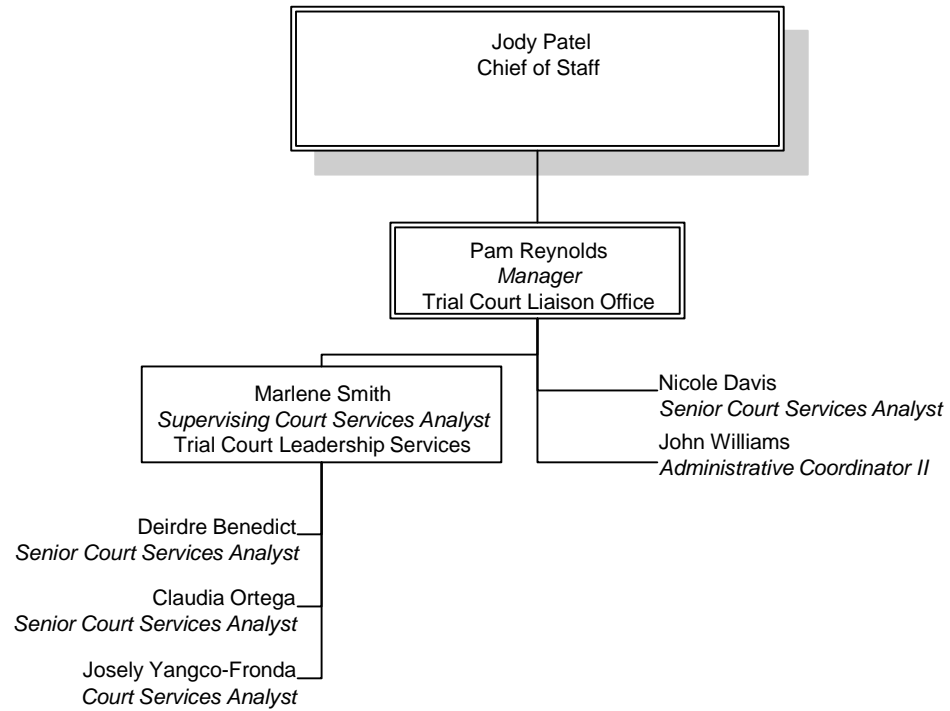 Jody Patel
Chief of Staff
Pam Reynolds
Manager
Trial Court Liaison Office
Marlene Smith
Supervising Court Services Analyst
Trial Court Leadership Services
Nicole Davis
Senior Court Services Analyst
John Williams
Administrative Coordinator II
Deirdre Benedict
Senior Court Services Analyst
Claudia Ortega
Senior Court Services Analyst
Josely Yangco-Fronda
Court Services Analyst